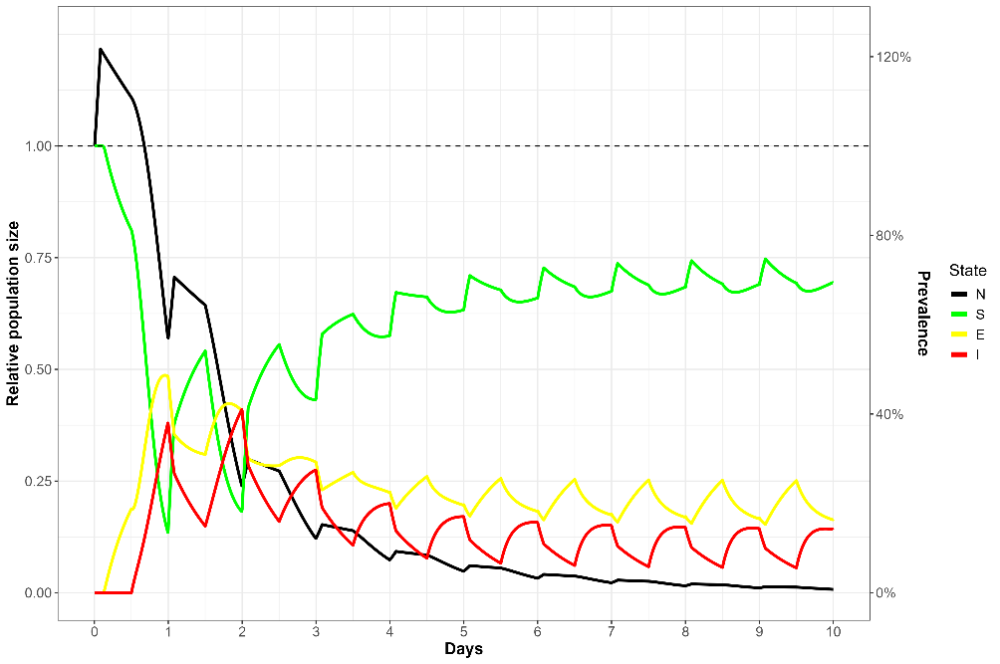 Relative population size
1.00
0.75
0.50
0.25
0.00
0 1 2 3 4 5 6 7 8 9 10
Days
120%
80%
40%
0%
Prevalence
State
N
S
E
I